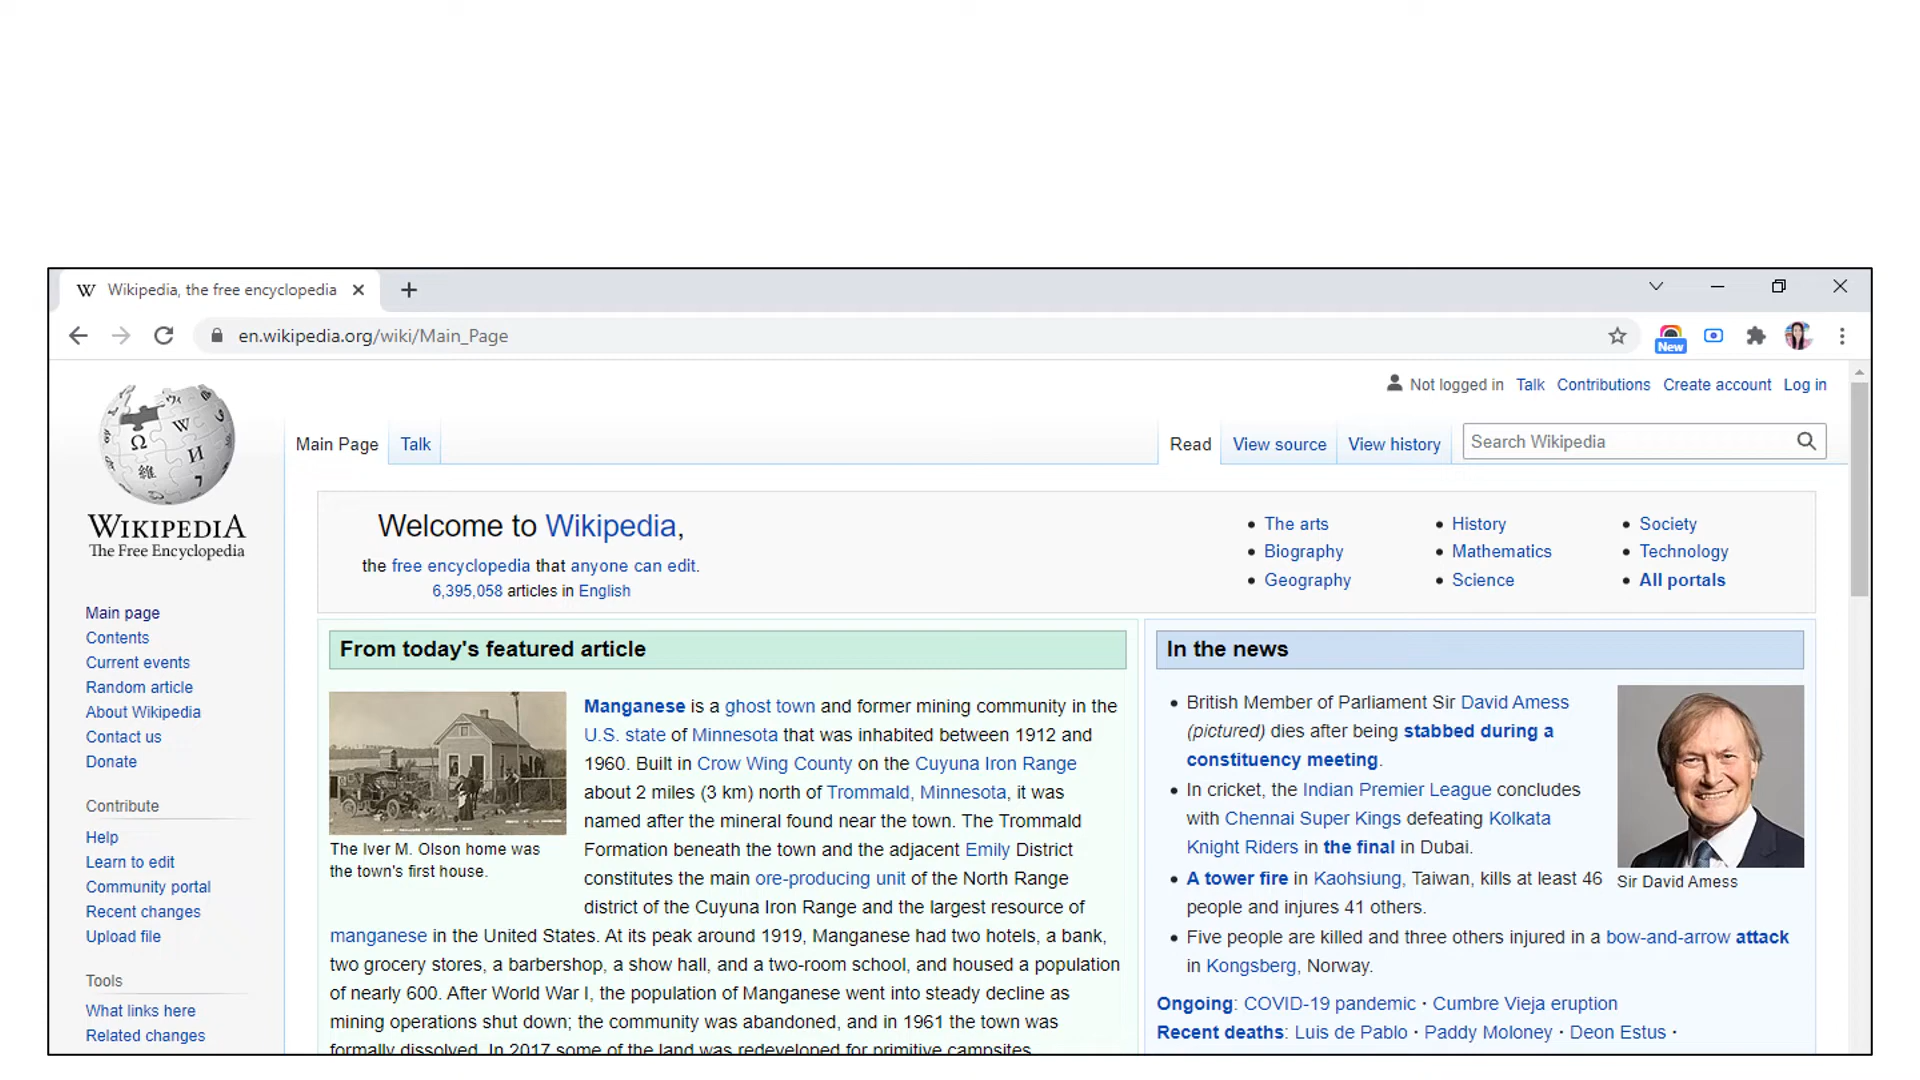 Wikipedia, the free encyclopedia
en.wikipedia.org/wiki/Main_Page
New
Not logged in Talk Contributions Create account Log in
WIKIPEDIA
The Free Encyclopedia
Main Page Talk Read View source View history Search Wikipedia
Welcome to Wikipedia,
the free encyclopedia that anyone can edit.
6,395,058 articles in English
The arts
Biography
Geography
History
Mathematics
Science
Society
Technology
All portals
Main page
Contents
Current events
Random article
About Wikipedia
Contact us
Donate
Contribute
Help
Learn to edit
Community portal
Recent changes
Upload file
Tools
What links here
Related changes
From today's featured article
The Iver M. Olson home was
the town's first house.
Manganese is a ghost town and former mining community in the
U.S. state of Minnesota that was inhabited between 1912 and
1960. Built in Crow Wing County on the Cuyuna Iron Range
about 2 miles (3 km) north of Trommald, Minnesota, it was
named after the mineral found near the town. The Trommald
Formation beneath the town and the adjacent Emily District
constitutes the main ore-producing unit of the North Range
district of the Cuyuna Iron Range and the largest resource of
manganese in the United States. At its peak around 1919, Manganese had two hotels, a bank,
two grocery stores, a barbershop, a show hall, and a two-room school, and housed a population
of nearly 600. After World War I, the population of Manganese went into steady decline as
mining operations shut down; the community was abandoned, and in 1961 the town was
formally dissolved. In 2017 some of the land was redeveloped for primitive campsites.
In the news
British Member of Parliament Sir David Amess
(pictured) dies after being stabbed during a
constituency meeting.
In cricket, the Indian Premier League concludes
with Chennai Super Kings defeating Kolkata
Knight Riders in the final in Dubai.
A tower fire in Kaohsiung, Taiwan, kills at least 46
people and injures 41 others.
Five people are killed and three others injured in a bow-and-arrow attack
in Kongsberg, Norway.
Sir David Amess
Ongoing: COVID-19 pandemic · Cumbre Vieja eruption
Recent deaths: Luis de Pablo · Paddy Moloney · Deon Estus ·